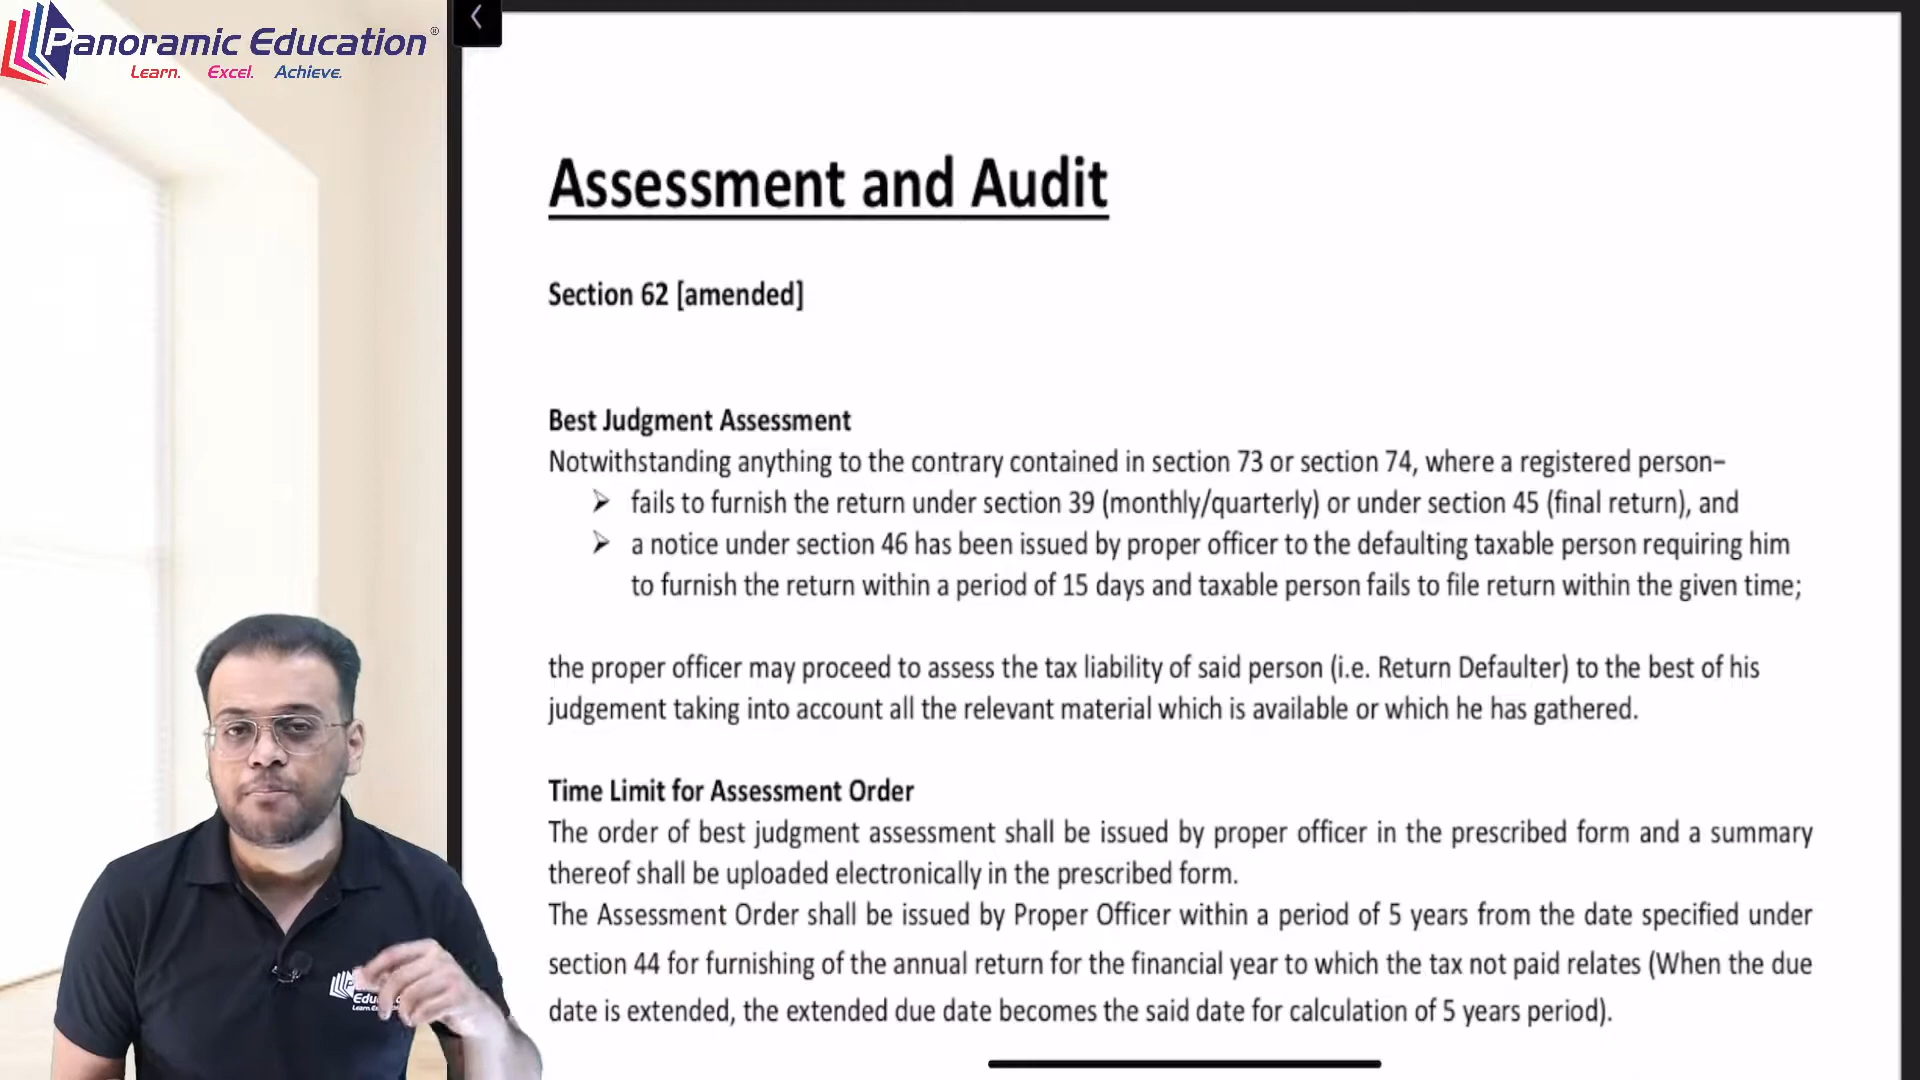 Panoramic Education®
Learn. Excel. Achieve.
Assessment and Audit
Section 62 [amended]
Best Judgment Assessment
Notwithstanding anything to the contrary contained in section 73 or section 74, where a registered person–
➢ fails to furnish the return under section 39 (monthly/quarterly) or under section 45 (final return), and
➢ a notice under section 46 has been issued by proper officer to the defaulting taxable person requiring him
to furnish the return within a period of 15 days and taxable person fails to file return within the given time;
the proper officer may proceed to assess the tax liability of said person (i.e. Return Defaulter) to the best of his
judgement taking into account all the relevant material which is available or which he has gathered.
Time Limit for Assessment Order
The order of best judgment assessment shall be issued by proper officer in the prescribed form and a summary
thereof shall be uploaded electronically in the prescribed form.
The Assessment Order shall be issued by Proper Officer within a period of 5 years from the date specified under
section 44 for furnishing of the annual return for the financial year to which the tax not paid relates (When the due
date is extended, the extended due date becomes the said date for calculation of 5 years period).